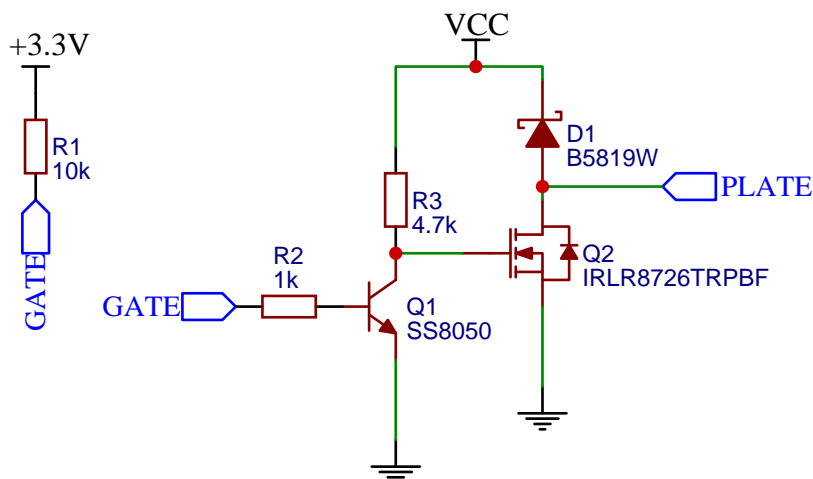 +3.3V
R1
10k
GATE
VCC
D1
B5819W
PLATE
R3
4.7k
Q2
IRLR8726TRPBF
R2
1k
GATE
Q1
SS8050